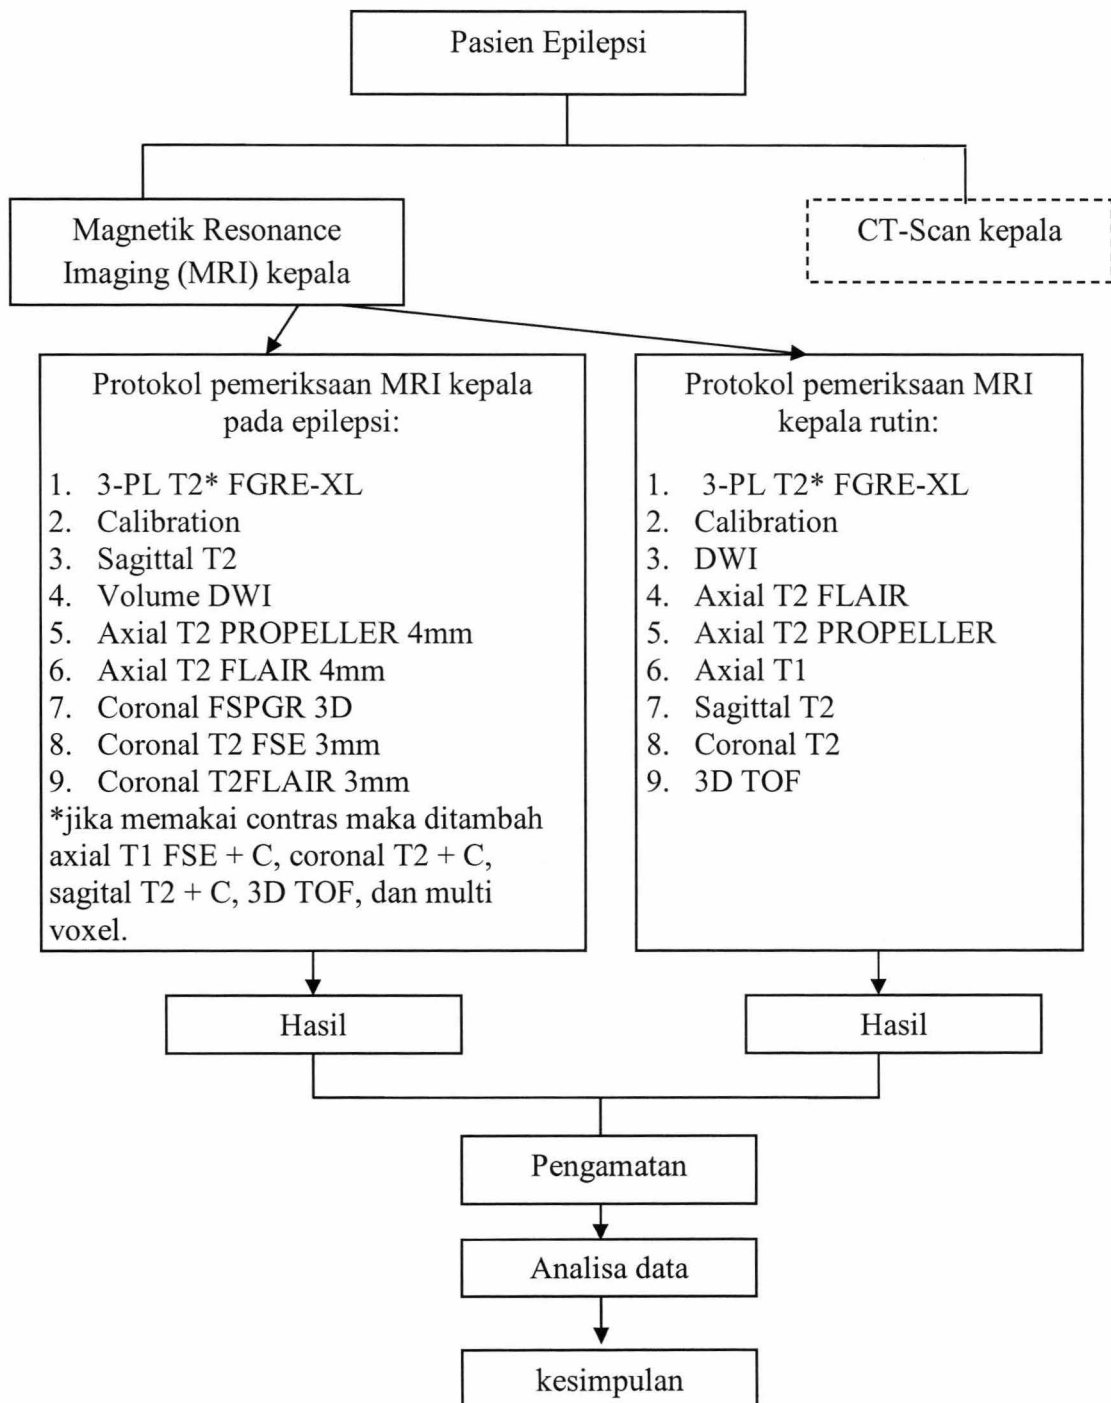 Pasien Epilepsi
Magnetik Resonance
Imaging (MRI) kepala
CT-Scan kepala
Protokol pemeriksaan MRI kepala
pada epilepsi:
1. 3-PL T2* FGRE-XL
2. Calibration
3. Sagittal T2
4. Volume DWI
5. Axial T2 PROPELLER 4mm
6. Axial T2 FLAIR 4mm
7. Coronal FSPGR 3D
8. Coronal T2 FSE 3mm
9. Coronal T2FLAIR 3mm
*jika memakai contras maka ditambah
axial T1 FSE + C, coronal T2 + C,
sagital T2 + C, 3D TOF, dan multi
voxel.
Protokol pemeriksaan MRI
kepala rutin:
1. 3-PL T2* FGRE-XL
2. Calibration
3. DWI
4. Axial T2 FLAIR
5. Axial T2 PROPELLER
6. Axial T1
7. Sagittal T2
8. Coronal T2
9. 3D TOF
Hasil
Hasil
Pengamatan
Analisa data
kesimpulan